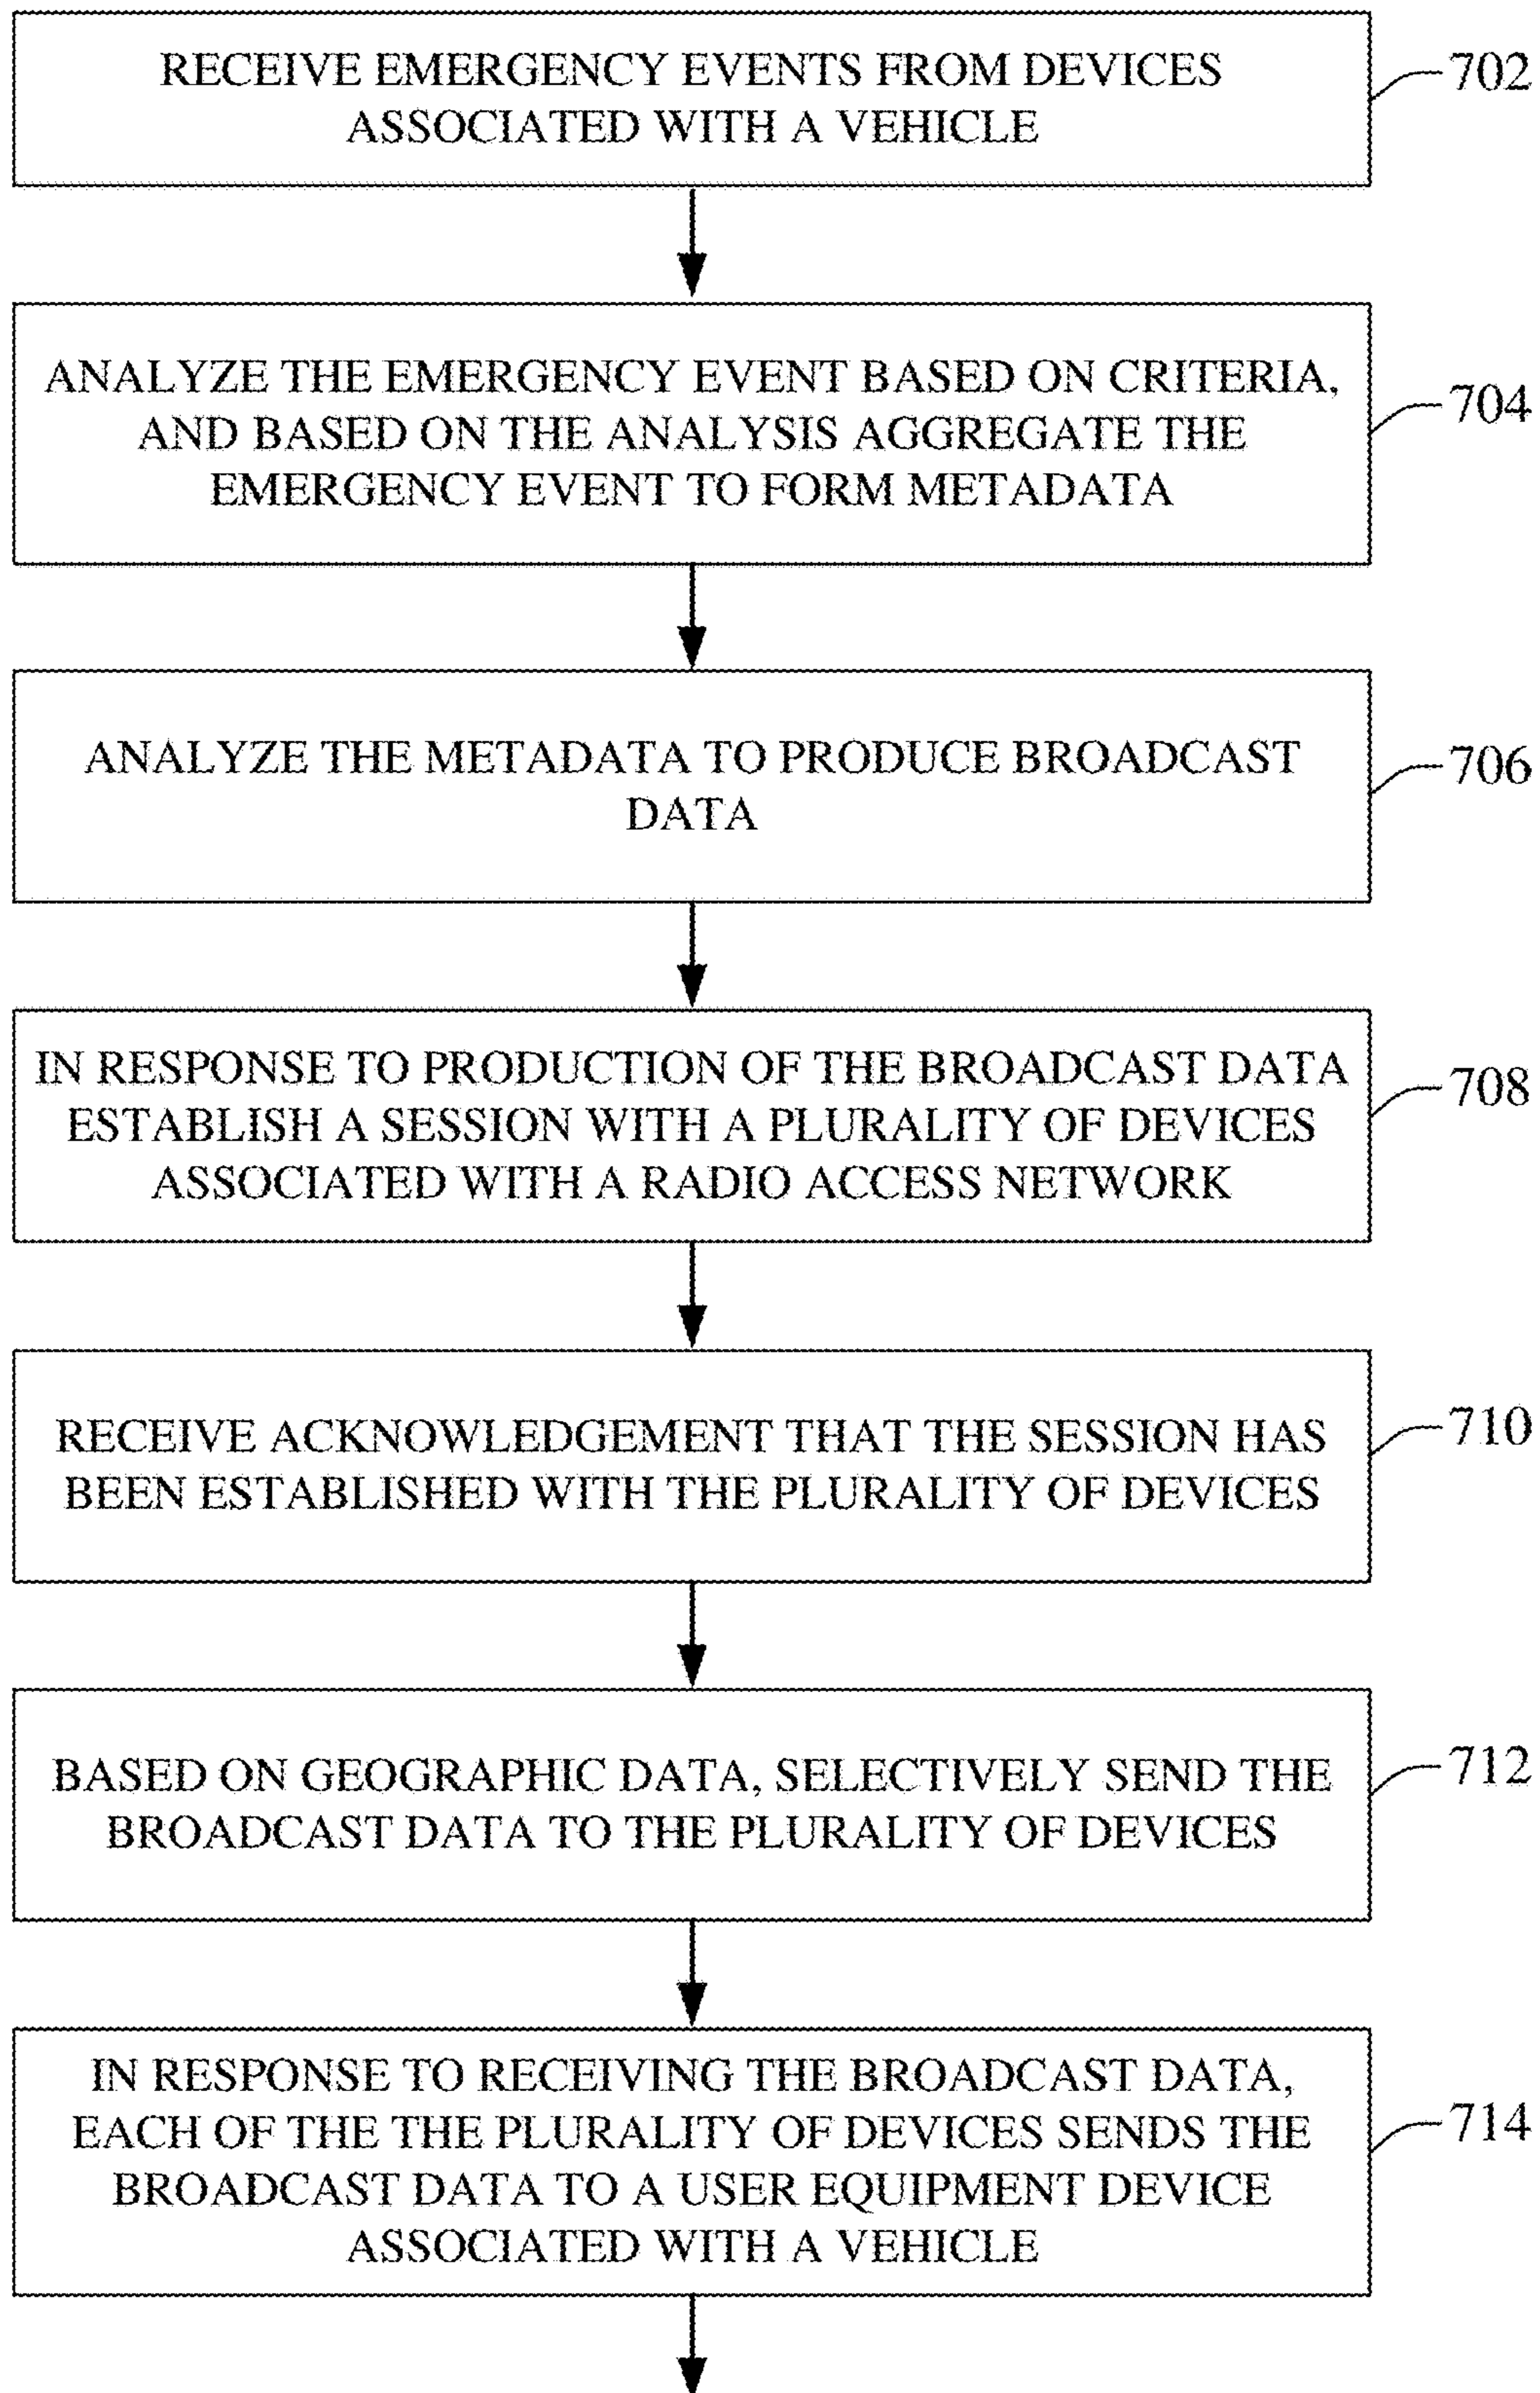 RECEIVE EMERGENCY EVENTS FROM DEVICES
ASSOCIATED WITH A VEHICLE
702
ANALYZE THE EMERGENCY EVENT BASED ON CRITERIA,
AND BASED ON THE ANALYSIS AGGREGATE THE
EMERGENCY EVENT TO FORM METADATA
704
ANALYZE THE METADATA TO PRODUCE BROADCAST
DATA
706
IN RESPONSE TO PRODUCTION OF THE BROADCAST DATA
ESTABLISH A SESSION WITH A PLURALITY OF DEVICES
ASSOCIATED WITH A RADIO ACCESS NETWORK
708
RECEIVE ACKNOWLEDGEMENT THAT THE SESSION HAS
BEEN ESTABLISHED WITH THE PLURALITY OF DEVICES
710
BASED ON GEOGRAPHIC DATA, SELECTIVELY SEND THE
BROADCAST DATA TO THE PLURALITY OF DEVICES
712
IN RESPONSE TO RECEIVING THE BROADCAST DATA,
EACH OF THE THE PLURALITY OF DEVICES SENDS THE
BROADCAST DATA TO A USER EQUIPMENT DEVICE
ASSOCIATED WITH A VEHICLE
714